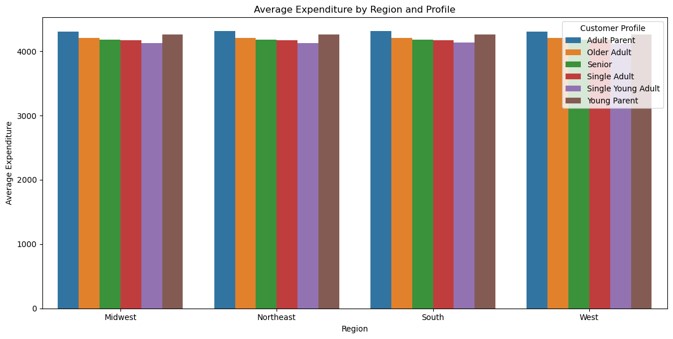 Average Expenditure by Region and Profile
Average Expenditure
4000
3000
2000
1000
0
Customer Profile
Adult Parent
Older Adult
Senior
Single Adult
Single Young Adult
Young Parent
Midwest
Northeast
South
West
Region